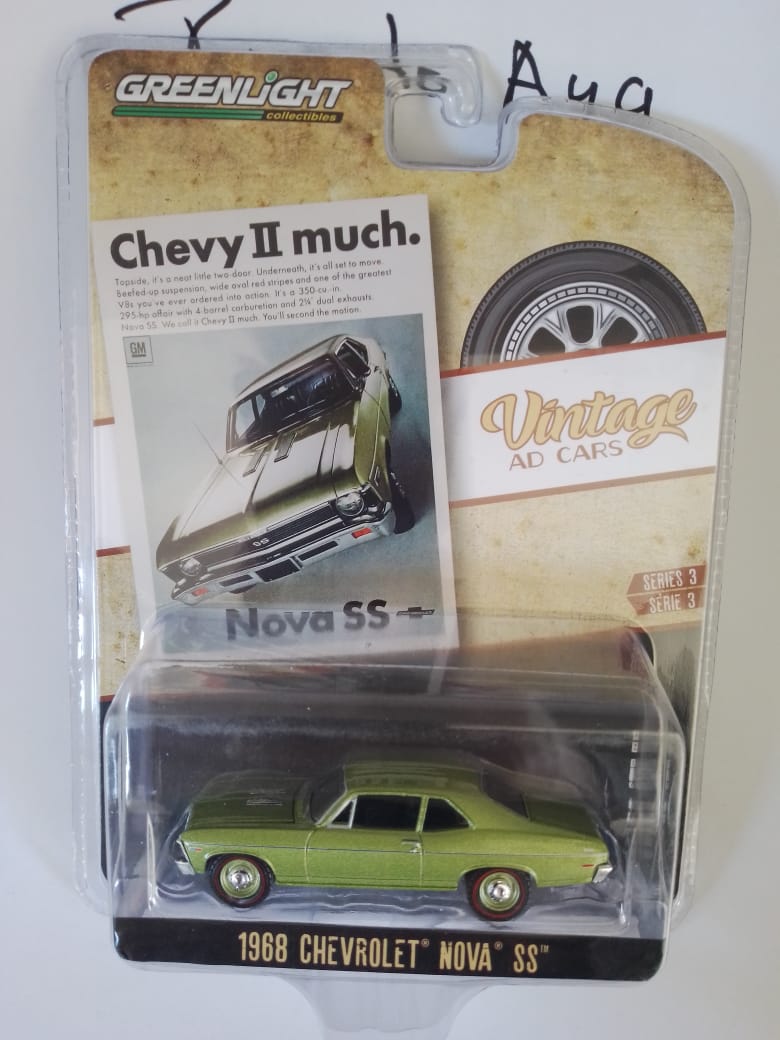 Aug
GREENLIGHT
collectibles
Chevy II much.
Topside, it's a neat little two-door. Underneath, it's all set to move.
Beefed-up suspension, wide oval red stripes and one of the greatest
V8s you've ever ordered into action. It's a 350-cu.-in.
295-hp affair with 4-barrel carburetion and 2¼" dual exhausts.
Nova SS. We call it Chevy II much. You'll second the motion.
GM
Vintage
AD CARS
SS
SERIES 3
SÉRIE 3
Nova SS
1968 CHEVROLET® NOVA® SS™